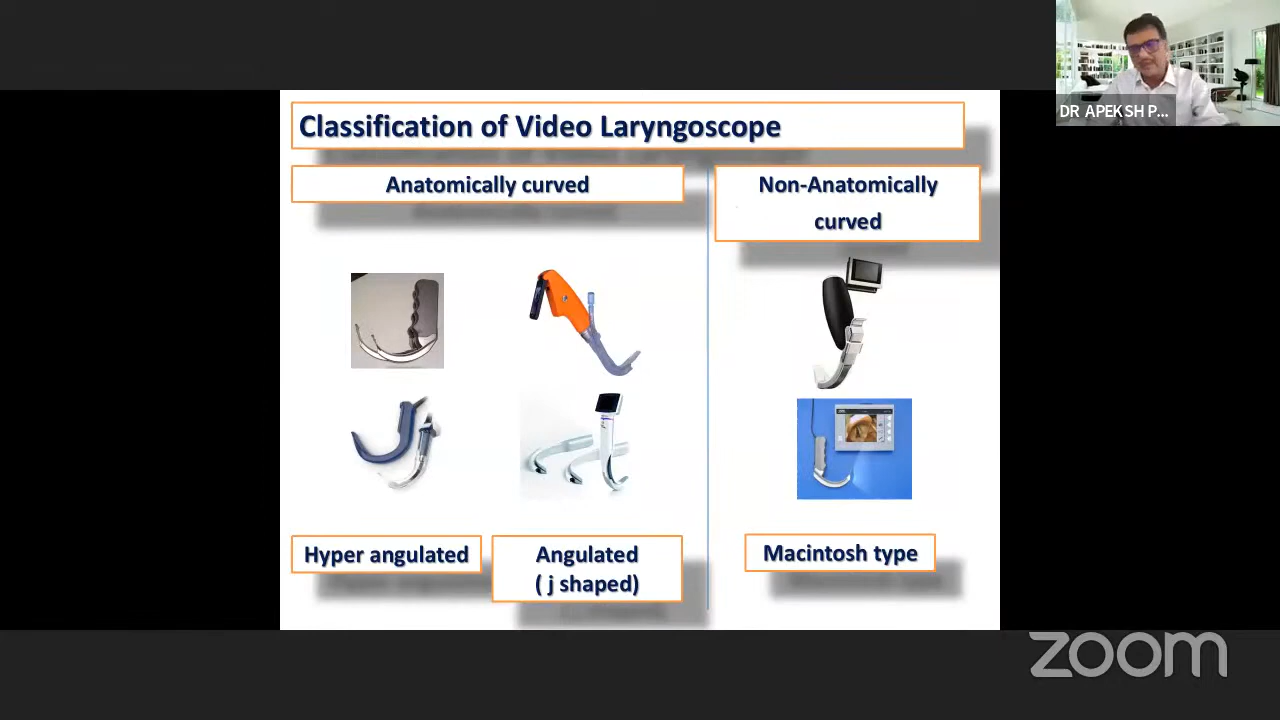 DR APEKSH P...
Classification of Video Laryngoscope
Anatomically curved
Non-Anatomically
curved
Hyper angulated
Angulated
( j shaped)
Macintosh type
zoom